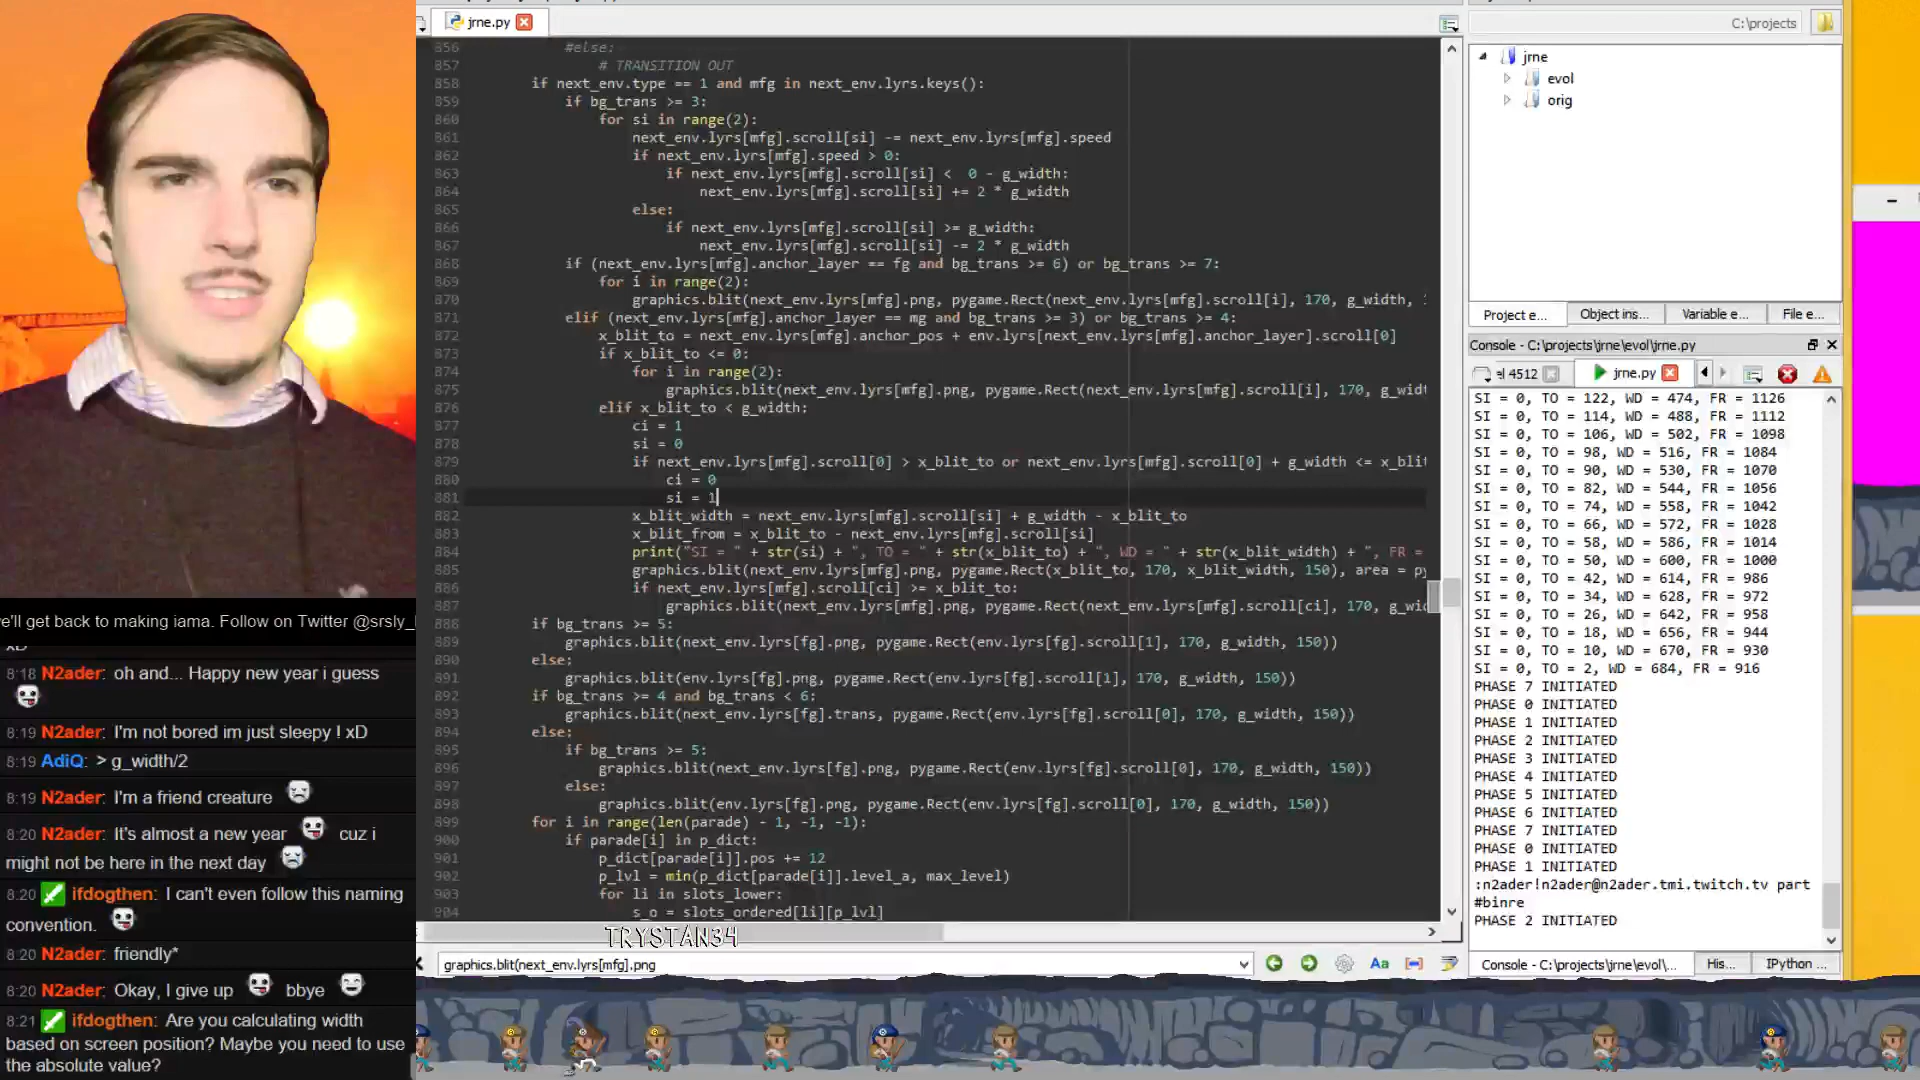 jrne.py
856 #else:
857 # TRANSITION OUT
858 if next_env.type == 1 and mfg in next_env.lyrs.keys():
859 if bg_trans >= 3:
860 for si in range(2):
861 next_env.lyrs[mfg].scroll[si] -= next_env.lyrs[mfg].speed
862 if next_env.lyrs[mfg].speed > 0:
863 if next_env.lyrs[mfg].scroll[si] <  0 - g_width:
864 next_env.lyrs[mfg].scroll[si] += 2 * g_width
865 else:
866 if next_env.lyrs[mfg].scroll[si] >= g_width:
867 next_env.lyrs[mfg].scroll[si] -= 2 * g_width
868 if (next_env.lyrs[mfg].anchor_layer == fg and bg_trans >= 6) or bg_trans >= 7:
869 for i in range(2):
870 graphics.blit(next_env.lyrs[mfg].png, pygame.Rect(next_env.lyrs[mfg].scroll[i], 170, g_width,
871 elif (next_env.lyrs[mfg].anchor_layer == mg and bg_trans >= 3) or bg_trans >= 4:
872 x_blit_to = next_env.lyrs[mfg].anchor_pos + env.lyrs[next_env.lyrs[mfg].anchor_layer].scroll[0]
873 if x_blit_to <= 0:
874 for i in range(2):
875 graphics.blit(next_env.lyrs[mfg].png, pygame.Rect(next_env.lyrs[mfg].scroll[i], 170, g_widt
876 elif x_blit_to < g_width:
877 ci = 1
878 si = 0
879 if next_env.lyrs[mfg].scroll[0] > x_blit_to or next_env.lyrs[mfg].scroll[0] + g_width <= x_blit
880 ci = 0
881 si = 1
882 x_blit_width = next_env.lyrs[mfg].scroll[si] + g_width - x_blit_to
883 x_blit_from = x_blit_to - next_env.lyrs[mfg].scroll[si]
884 print("SI = " + str(si) + ", TO = " + str(x_blit_to) + ", WD = " + str(x_blit_width) + ", FR =
885 graphics.blit(next_env.lyrs[mfg].png, pygame.Rect(x_blit_to, 170, x_blit_width, 150), area = py
886 if next_env.lyrs[mfg].scroll[ci] >= x_blit_to:
887 graphics.blit(next_env.lyrs[mfg].png, pygame.Rect(next_env.lyrs[mfg].scroll[ci], 170, g_wid
888 if bg_trans >= 5:
889 graphics.blit(next_env.lyrs[fg].png, pygame.Rect(next_env.lyrs[fg].scroll[1], 170, g_width, 150))
890 else:
891 graphics.blit(env.lyrs[fg].png, pygame.Rect(env.lyrs[fg].scroll[1], 170, g_width, 150))
892 if bg_trans >= 4 and bg_trans < 6:
893 graphics.blit(next_env.lyrs[fg].trans, pygame.Rect(env.lyrs[fg].scroll[0], 170, g_width, 150))
894 else:
895 if bg_trans >= 5:
896 graphics.blit(next_env.lyrs[fg].png, pygame.Rect(env.lyrs[fg].scroll[0], 170, g_width, 150))
897 else:
898 graphics.blit(env.lyrs[fg].png, pygame.Rect(env.lyrs[fg].scroll[0], 170, g_width, 150))
899 for i in range(len(parade) - 1, -1, -1):
900 if parade[i] in p_dict:
901 p_dict[parade[i]].pos += 12
902 p_lvl = min(p_dict[parade[i]].level_a, max_level)
903 for li in slots_lower:
904 s_o = slots_ordered[li][p_lvl]
TRYSTAN34
graphics.blit(next_env.lyrs[mfg].png
Aa
C:\projects
jrne
evol
orig
Project e...
Object ins...
Variable e...
File e...
Console - C:\projects\jrne\evol\jrne.py
el 4512
jrne.py
SI = 0, TO = 122, WD = 474, FR = 1126
SI = 0, TO = 114, WD = 488, FR = 1112
SI = 0, TO = 106, WD = 502, FR = 1098
SI = 0, TO = 98, WD = 516, FR = 1084
SI = 0, TO = 90, WD = 530, FR = 1070
SI = 0, TO = 82, WD = 544, FR = 1056
SI = 0, TO = 74, WD = 558, FR = 1042
SI = 0, TO = 66, WD = 572, FR = 1028
SI = 0, TO = 58, WD = 586, FR = 1014
SI = 0, TO = 50, WD = 600, FR = 1000
SI = 0, TO = 42, WD = 614, FR = 986
SI = 0, TO = 34, WD = 628, FR = 972
SI = 0, TO = 26, WD = 642, FR = 958
SI = 0, TO = 18, WD = 656, FR = 944
SI = 0, TO = 10, WD = 670, FR = 930
SI = 0, TO = 2, WD = 684, FR = 916
PHASE 7 INITIATED
PHASE 0 INITIATED
PHASE 1 INITIATED
PHASE 2 INITIATED
PHASE 3 INITIATED
PHASE 4 INITIATED
PHASE 5 INITIATED
PHASE 6 INITIATED
PHASE 7 INITIATED
PHASE 0 INITIATED
PHASE 1 INITIATED
:n2ader!n2ader@n2ader.tmi.twitch.tv part
#binre
PHASE 2 INITIATED
Console - C:\projects\jrne\evol\...
His...
IPython ...
'e'll get back to making iama. Follow on Twitter @srsly_
xD
8:18 N2ader: oh and... Happy new year i guess
8:19 N2ader: I'm not bored im just sleepy ! xD
8:19 AdiQ: > g_width/2
8:19 N2ader: I'm a friend creature
8:20 N2ader: It's almost a new year cuz i
might not be here in the next day
8:20 ifdogthen: I can't even follow this naming
convention.
8:20 N2ader: friendly*
8:20 N2ader: Okay, I give up bbye
8:21 ifdogthen: Are you calculating width
based on screen position? Maybe you need to use
the absolute value?